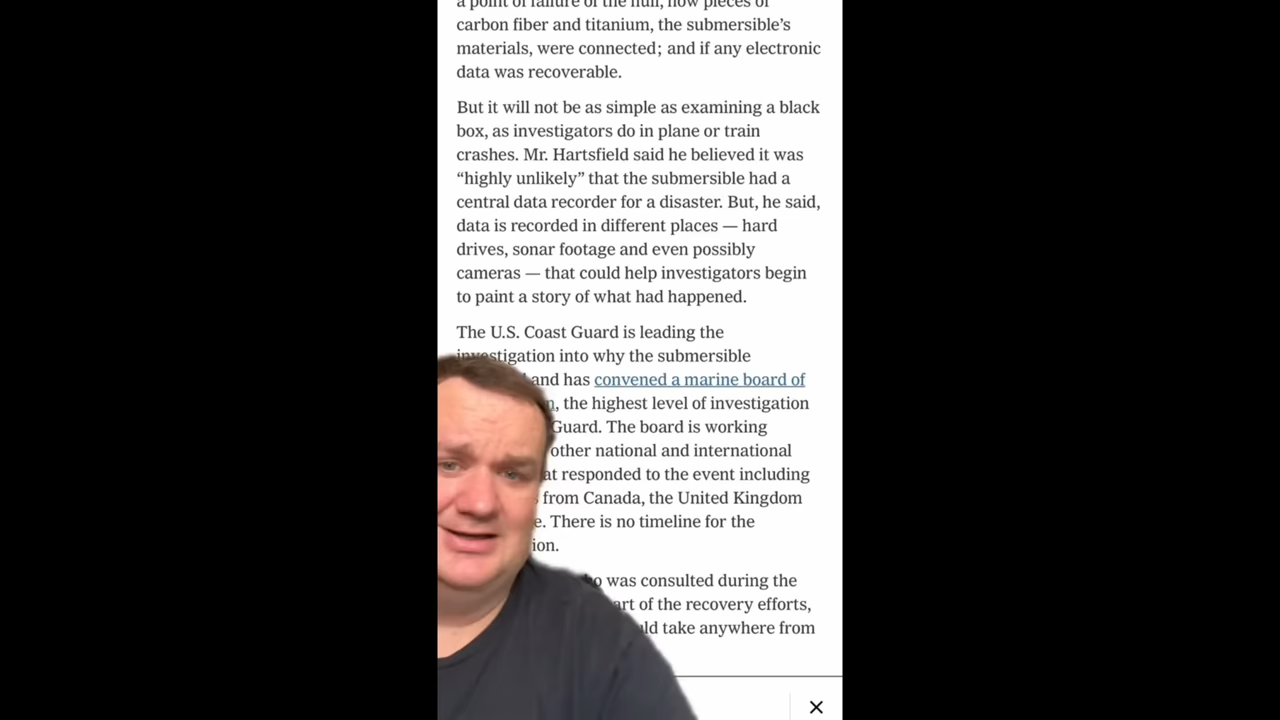 a point of failure of the hull, how pieces of
carbon fiber and titanium, the submersible’s
materials, were connected; and if any electronic
data was recoverable.
But it will not be as simple as examining a black
box, as investigators do in plane or train
crashes. Mr. Hartsfield said he believed it was
“highly unlikely” that the submersible had a
central data recorder for a disaster. But, he said,
data is recorded in different places — hard
drives, sonar footage and even possibly
cameras — that could help investigators begin
to paint a story of what had happened.
The U.S. Coast Guard is leading the
investigation into why the submersible
and has convened a marine board of
, the highest level of investigation
Guard. The board is working
other national and international
at responded to the event including
from Canada, the United Kingdom
e. There is no timeline for the
ion.
o was consulted during the
art of the recovery efforts,
ld take anywhere from